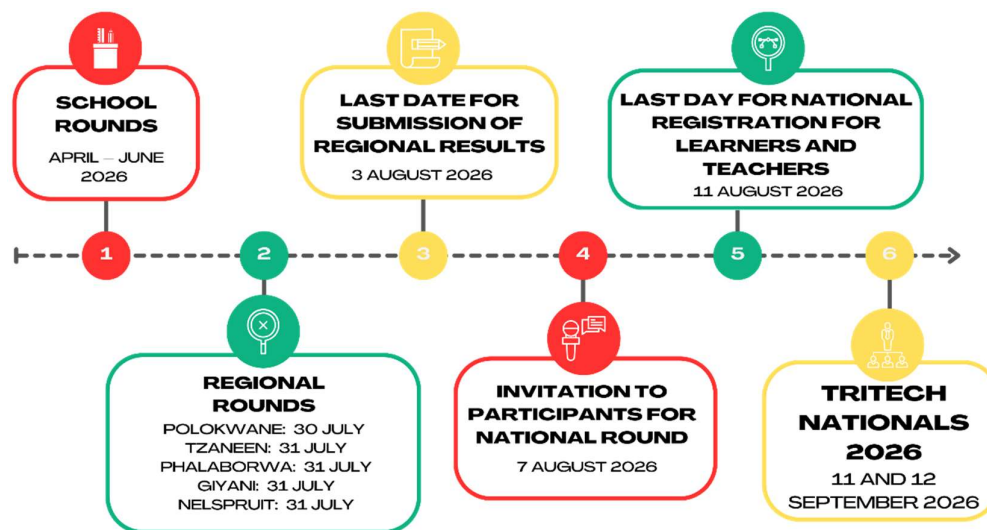 SCHOOL
ROUNDS
APRIL – JUNE
2026
LAST DATE FOR
SUBMISSION OF
REGIONAL RESULTS
3 AUGUST 2026
LAST DAY FOR NATIONAL
REGISTRATION FOR
LEARNERS AND
TEACHERS
11 AUGUST 2026
1
2
3
4
5
6
REGIONAL
ROUNDS
POLOKWANE: 30 JULY
TZANEEN: 31 JULY
PHALABORWA: 31 JULY
GIYANI: 31 JULY
NELSPRUIT: 31 JULY
INVITATION TO
PARTICIPANTS FOR
NATIONAL ROUND
7 AUGUST 2026
TRITECH
NATIONALS
2026
11 AND 12
SEPTEMBER 2026